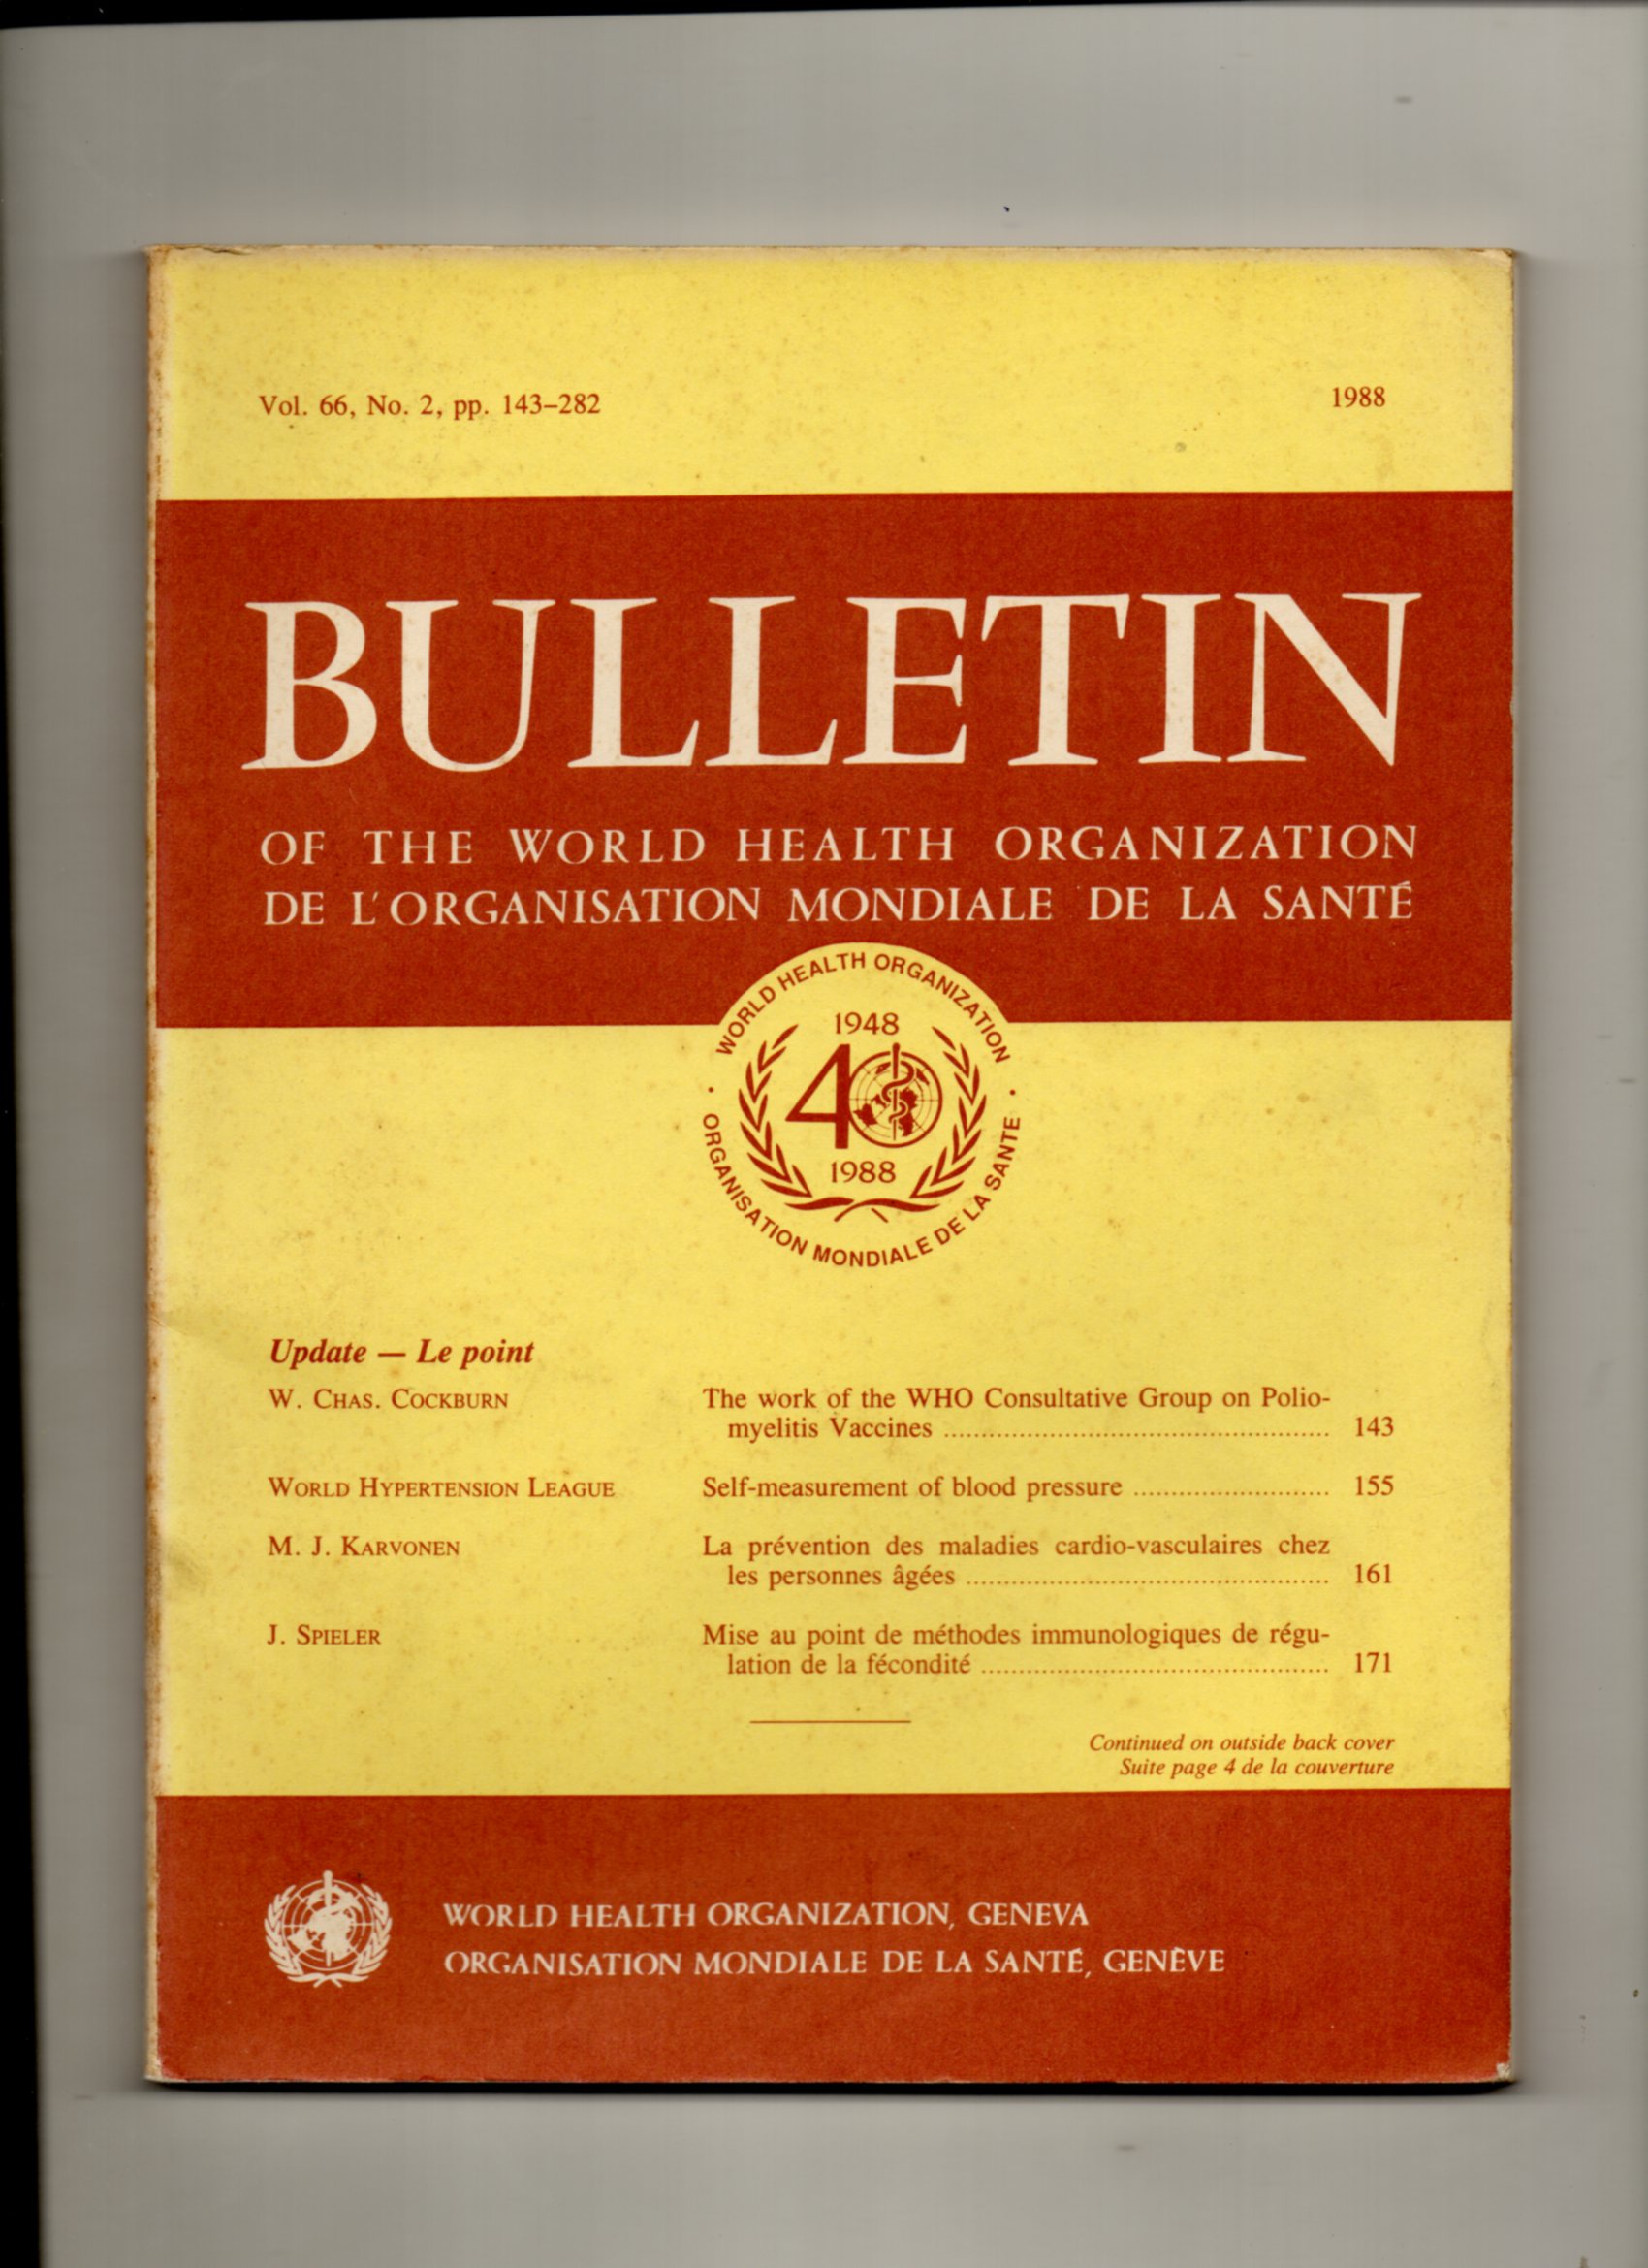 Vol. 66, No. 2, pp. 143–282
1988
BULLETIN
OF THE WORLD HEALTH ORGANIZATION
DE L'ORGANISATION MONDIALE DE LA SANTÉ
WORLD HEALTH ORGANIZATION
1948
40
1988
ORGANISATION MONDIALE DE LA SANTE
Update — Le point
W. CHAS. COCKBURN The work of the WHO Consultative Group on Polio-
myelitis Vaccines ................................................ 143
WORLD HYPERTENSION LEAGUE Self-measurement of blood pressure ......................... 155
M. J. KARVONEN La prévention des maladies cardio-vasculaires chez
les personnes âgées .............................................. 161
J. SPIELER Mise au point de méthodes immunologiques de régu-
lation de la fécondité ............................................ 171
Continued on outside back cover
Suite page 4 de la couverture
WORLD HEALTH ORGANIZATION, GENEVA
ORGANISATION MONDIALE DE LA SANTÉ, GENÈVE